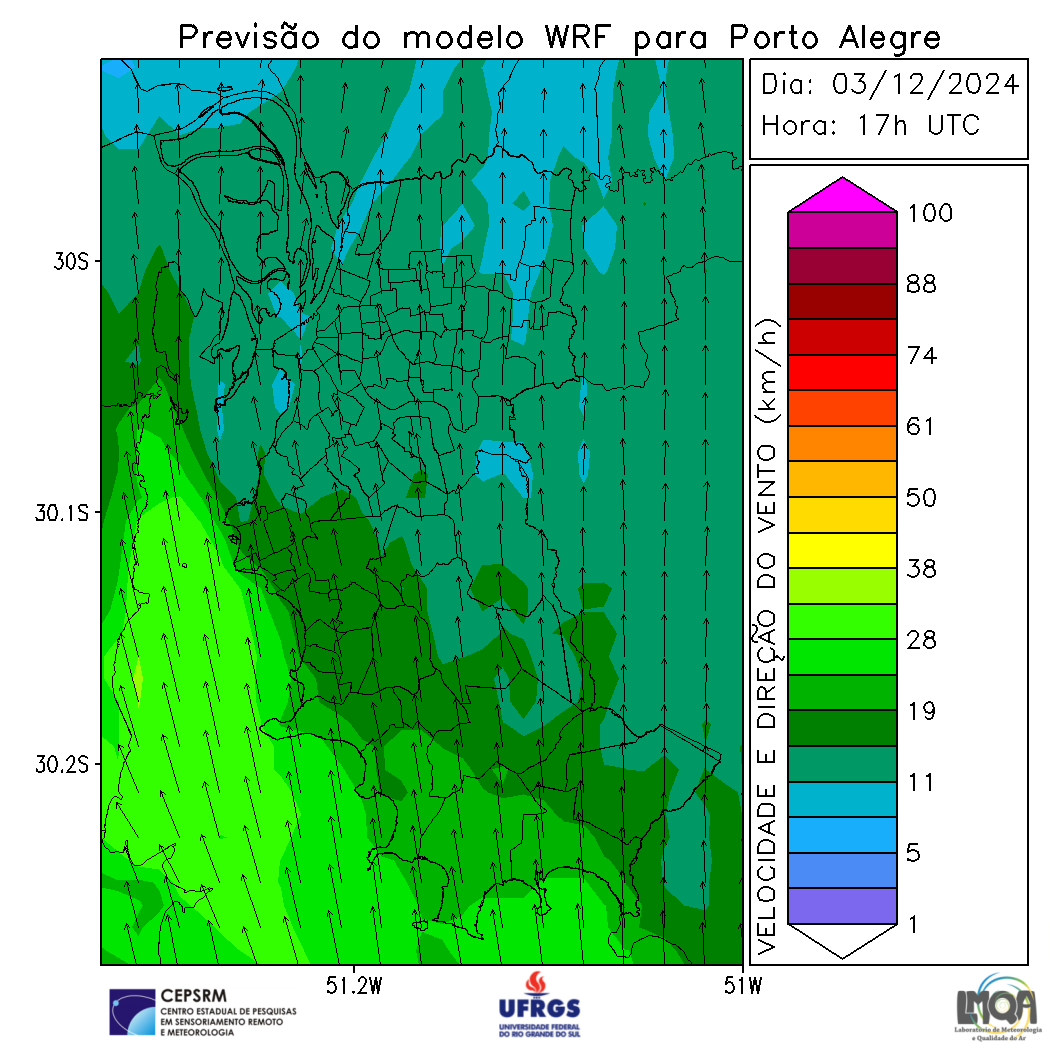 Previsão do modelo WRF para Porto Alegre
Dia: 03/12/2024
Hora: 17h UTC
30S
30.1S
30.2S
51.2W
51W
VELOCIDADE E DIREÇÃO DO VENTO (km/h)
100
88
74
61
50
38
28
19
11
5
1
CEPSRM
CENTRO ESTADUAL DE PESQUISAS
EM SENSORIAMENTO REMOTO
E METEOROLOGIA
UFRGS
UNIVERSIDADE FEDERAL
DO RIO GRANDE DO SUL
LMQA
Laboratório de Meteorologia
e Qualidade do Ar